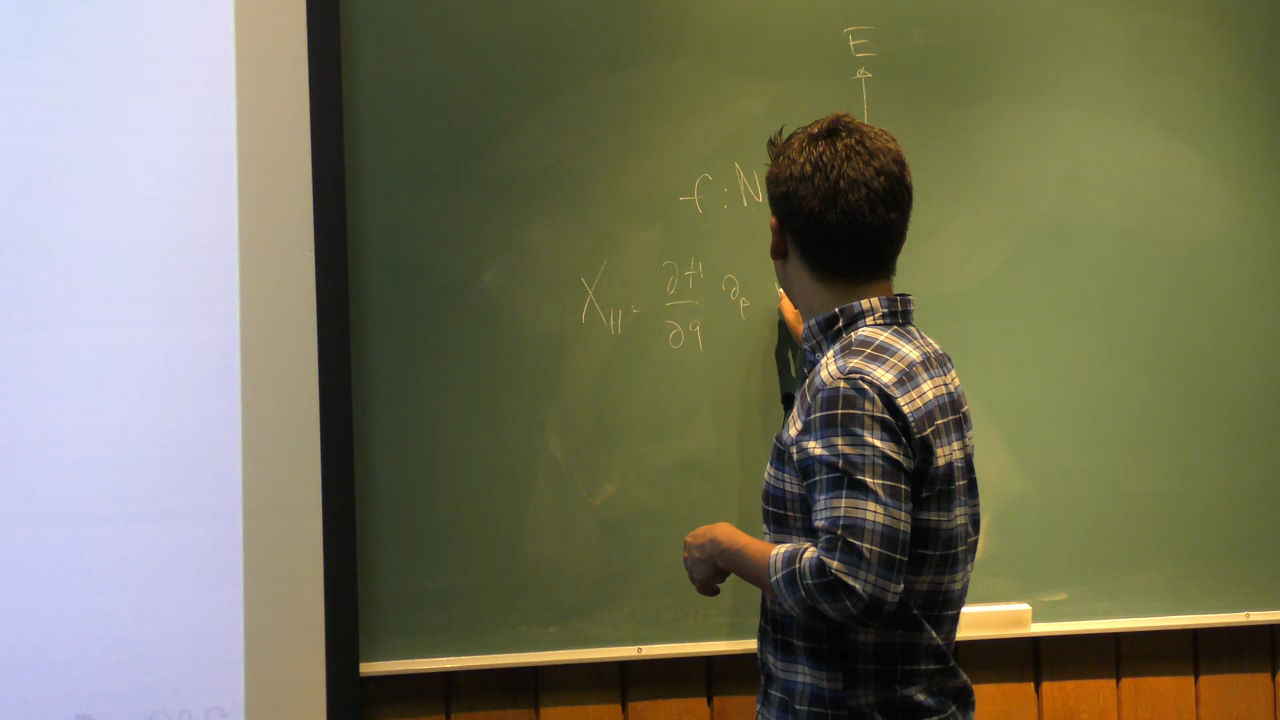 E
f : N
X_H = ∂H/∂q ∂_p